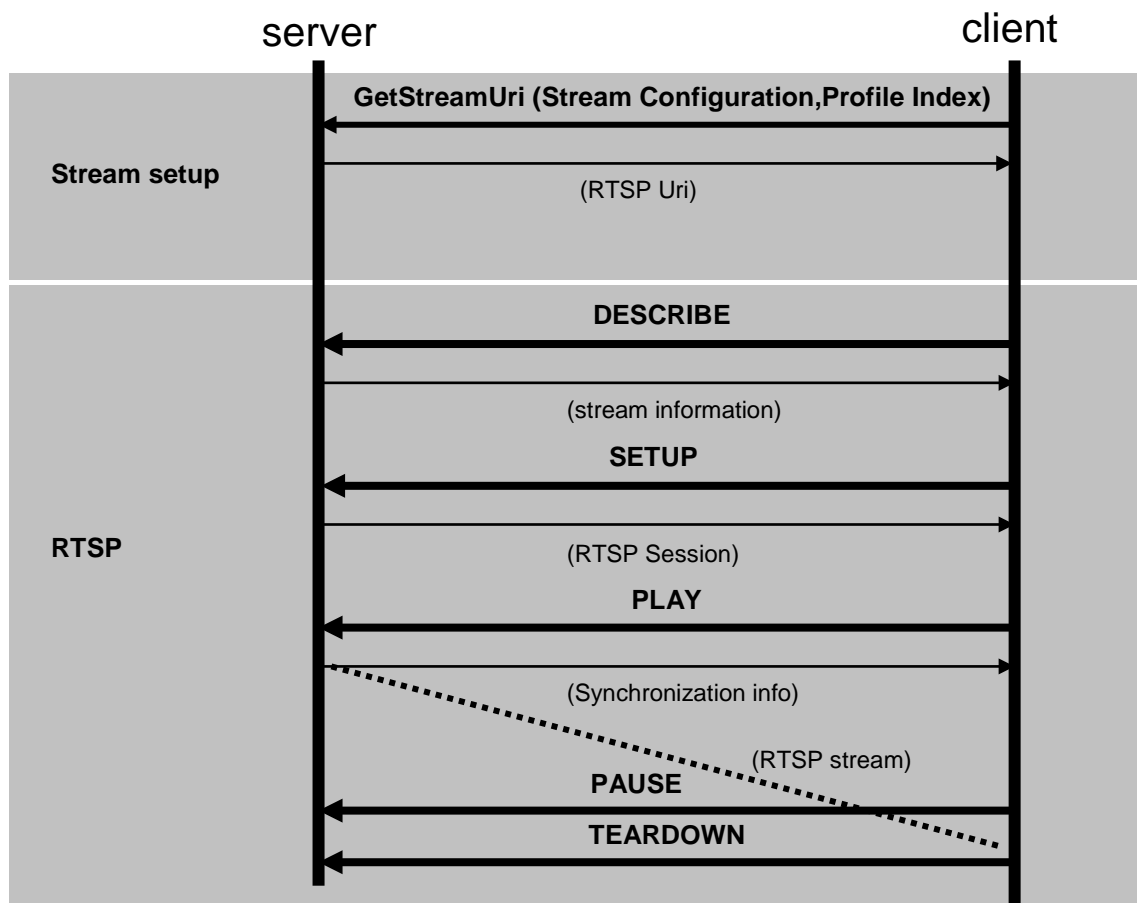 server
client
GetStreamUri (Stream Configuration,Profile Index)
Stream setup
(RTSP Uri)
DESCRIBE
(stream information)
SETUP
RTSP
(RTSP Session)
PLAY
(Synchronization info)
(RTSP stream)
PAUSE
TEARDOWN